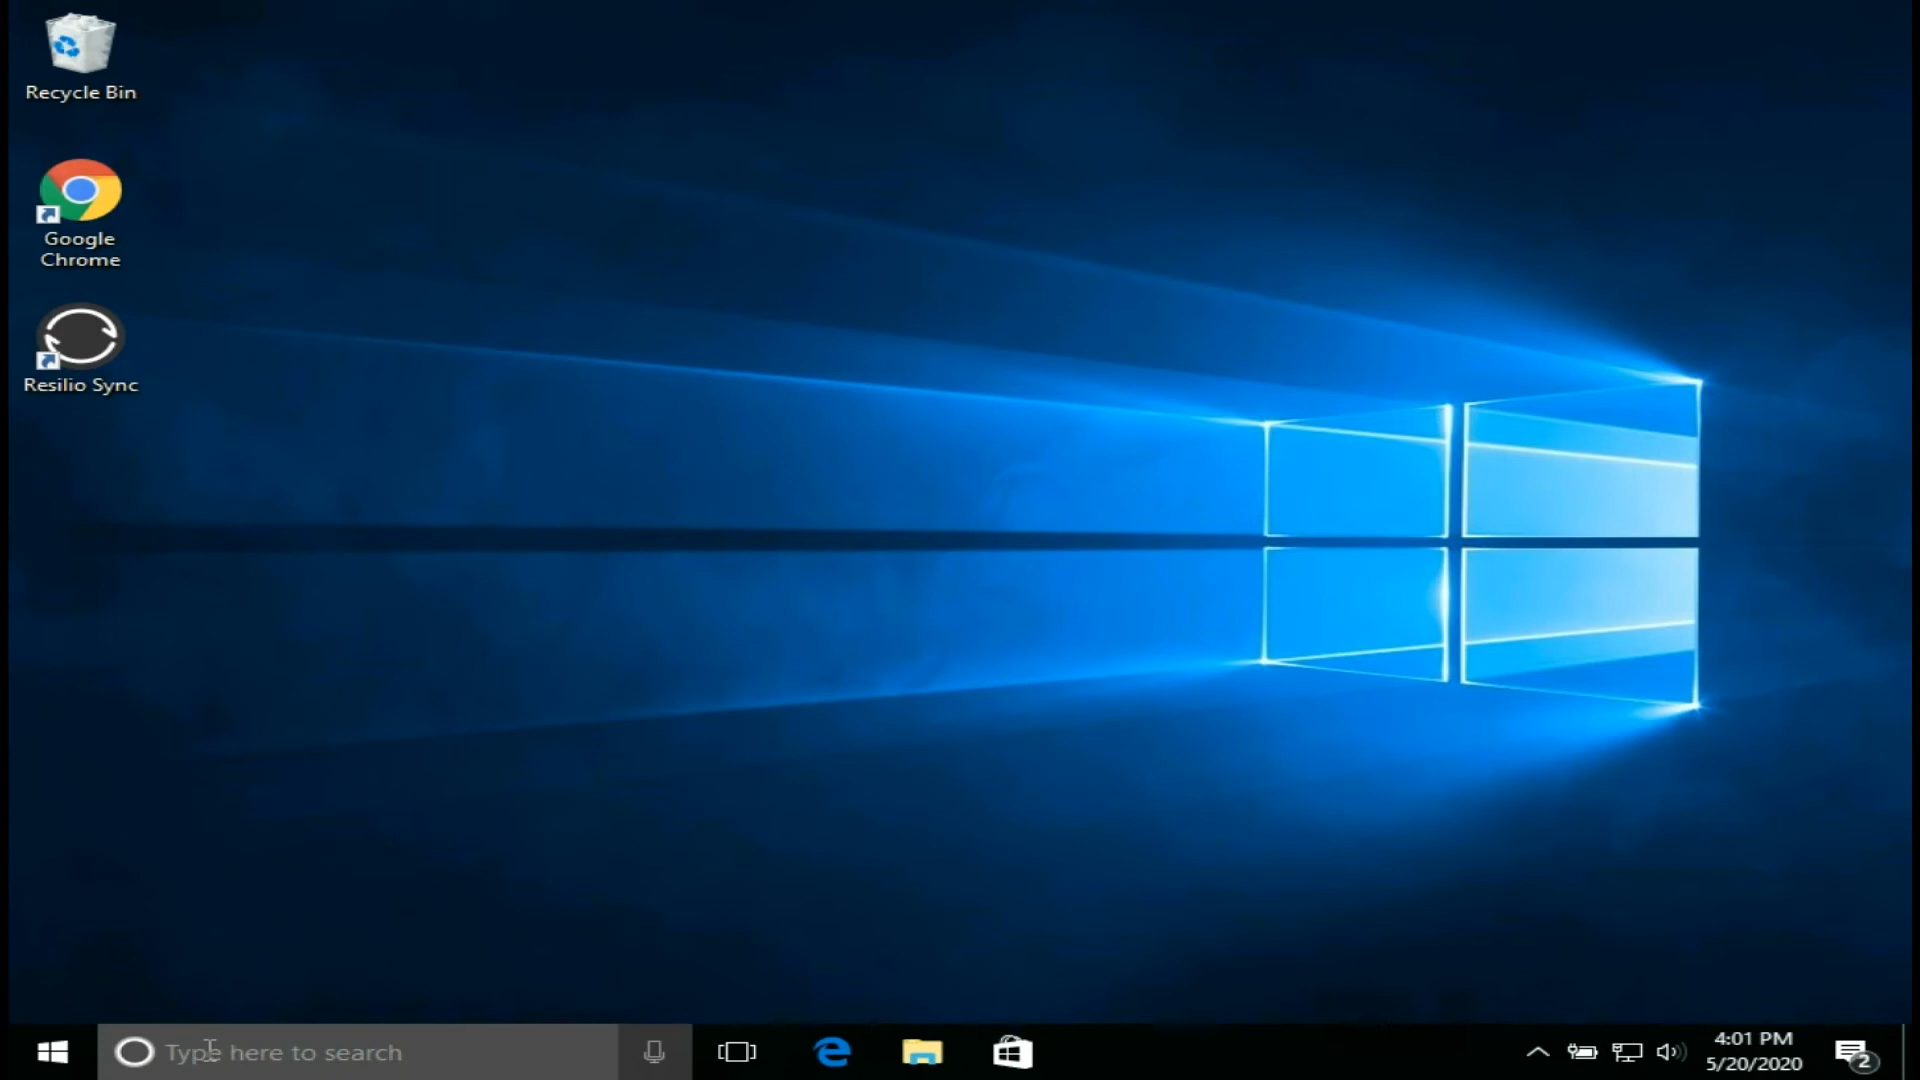 Recycle Bin
Google
Chrome
Resilio Sync
Type here to search
4:01 PM
5/20/2020
2